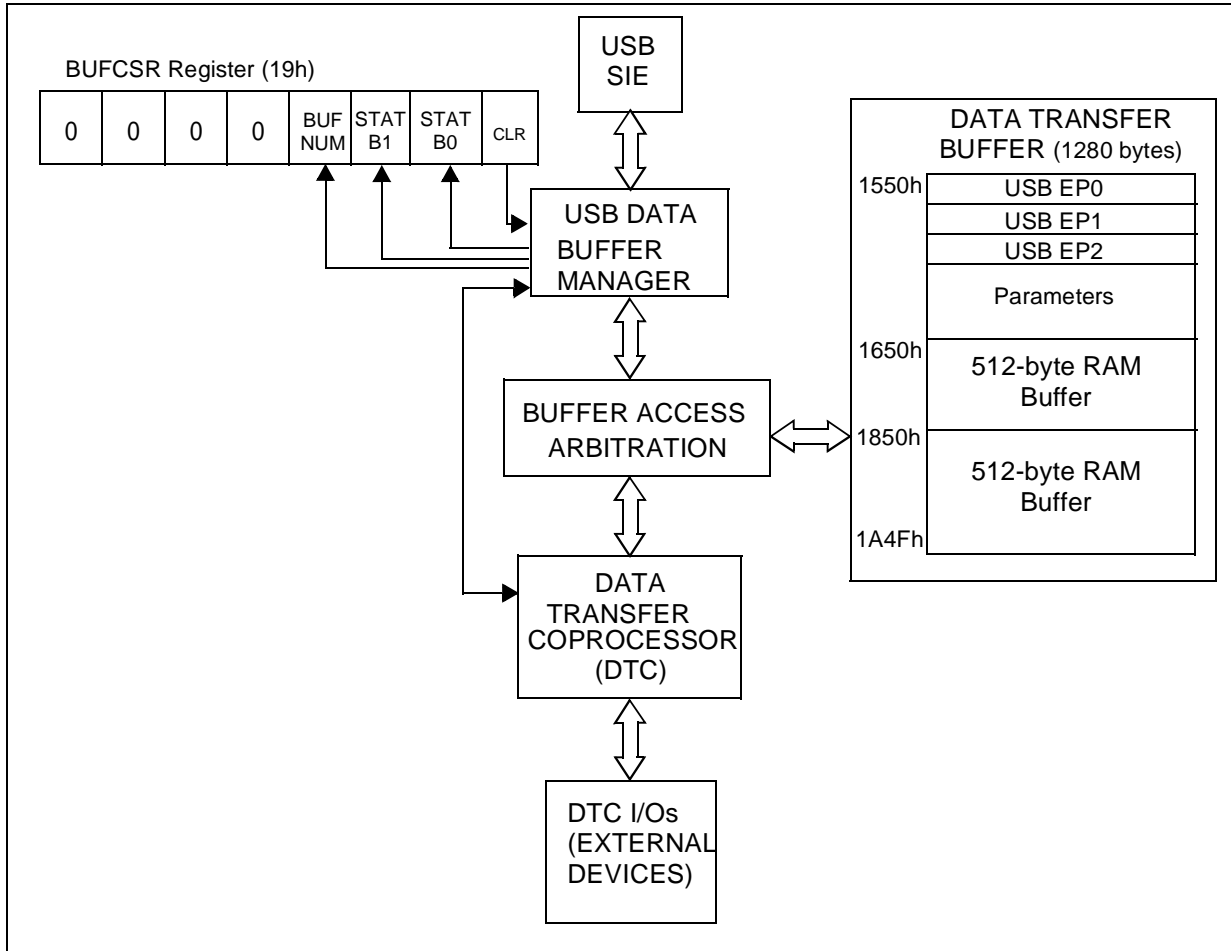 USB
SIE
BUFCSR Register (19h)
0 0 0 0 BUF NUM STAT B1 STAT B0 CLR
USB DATA
BUFFER
MANAGER
BUFFER ACCESS
ARBITRATION
DATA
TRANSFER
COPROCESSOR
(DTC)
DTC I/Os
(EXTERNAL
DEVICES)
DATA TRANSFER
BUFFER (1280 bytes)
1550h
USB EP0
USB EP1
USB EP2
Parameters
1650h
512-byte RAM
Buffer
1850h
512-byte RAM
Buffer
1A4Fh